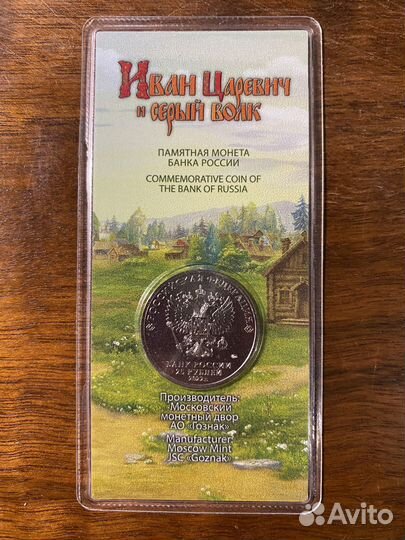 Иван Царевич
и серый волк
ПАМЯТНАЯ МОНЕТА
БАНКА РОССИИ
COMMEMORATIVE COIN OF
THE BANK OF RUSSIA
РОССИЙСКАЯ ФЕДЕРАЦИЯ
БАНК РОССИИ
25 РУБЛЕЙ
2022 г.
Производитель:
Московский
монетный двор
АО «Гознак»
Manufacturer:
Moscow Mint
JSC «Goznak»
Avito